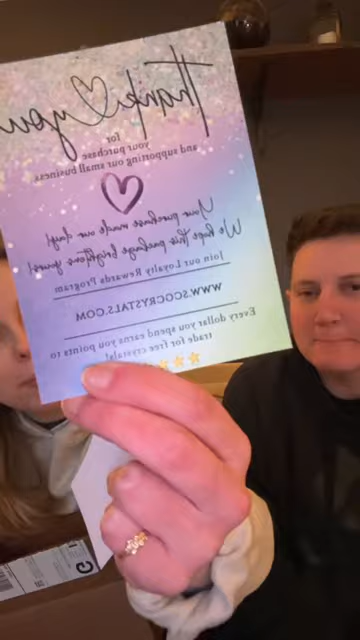 Thank you
for
your purchase
and supporting our small business
Your purchase made our day!
We hope this package brightens yours!
Join our Loyalty Rewards Program
WWW.SCOCRYSTALS.COM
Every dollar you spend earns you points to
trade for free crystals!